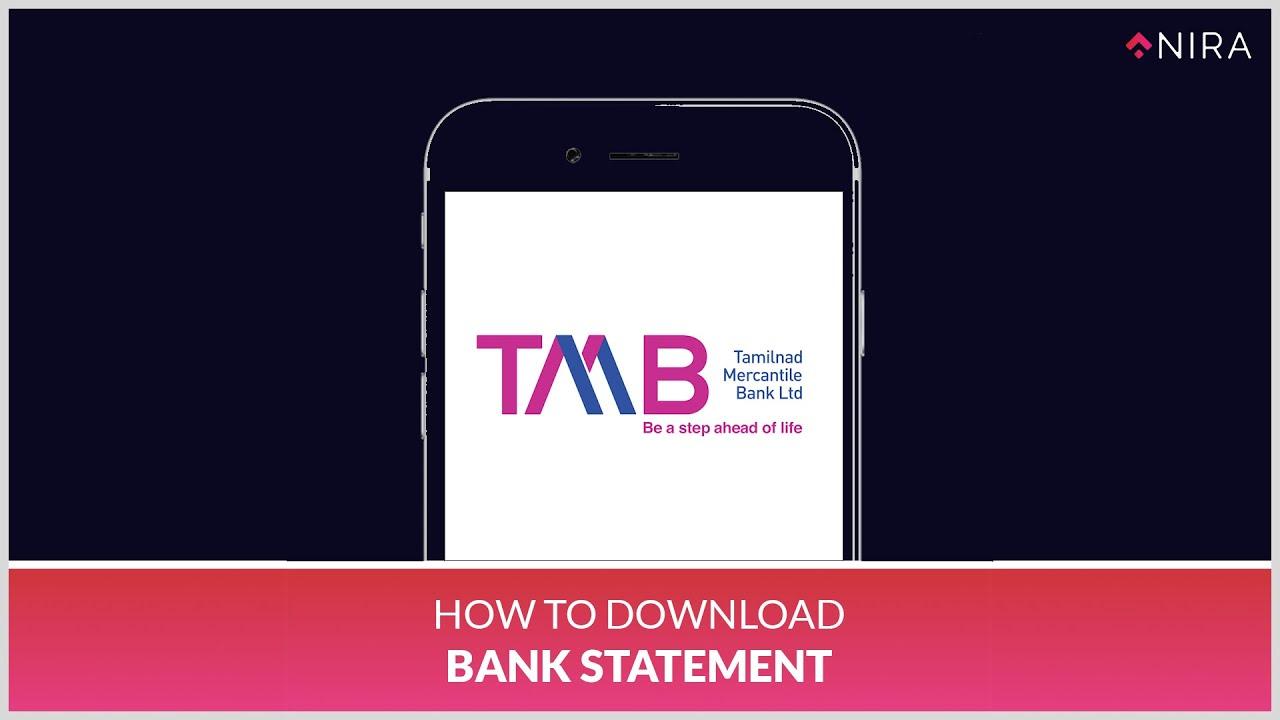 NIRA
TMB
Tamilnad
Mercantile
Bank Ltd
Be a step ahead of life
HOW TO DOWNLOAD
BANK STATEMENT